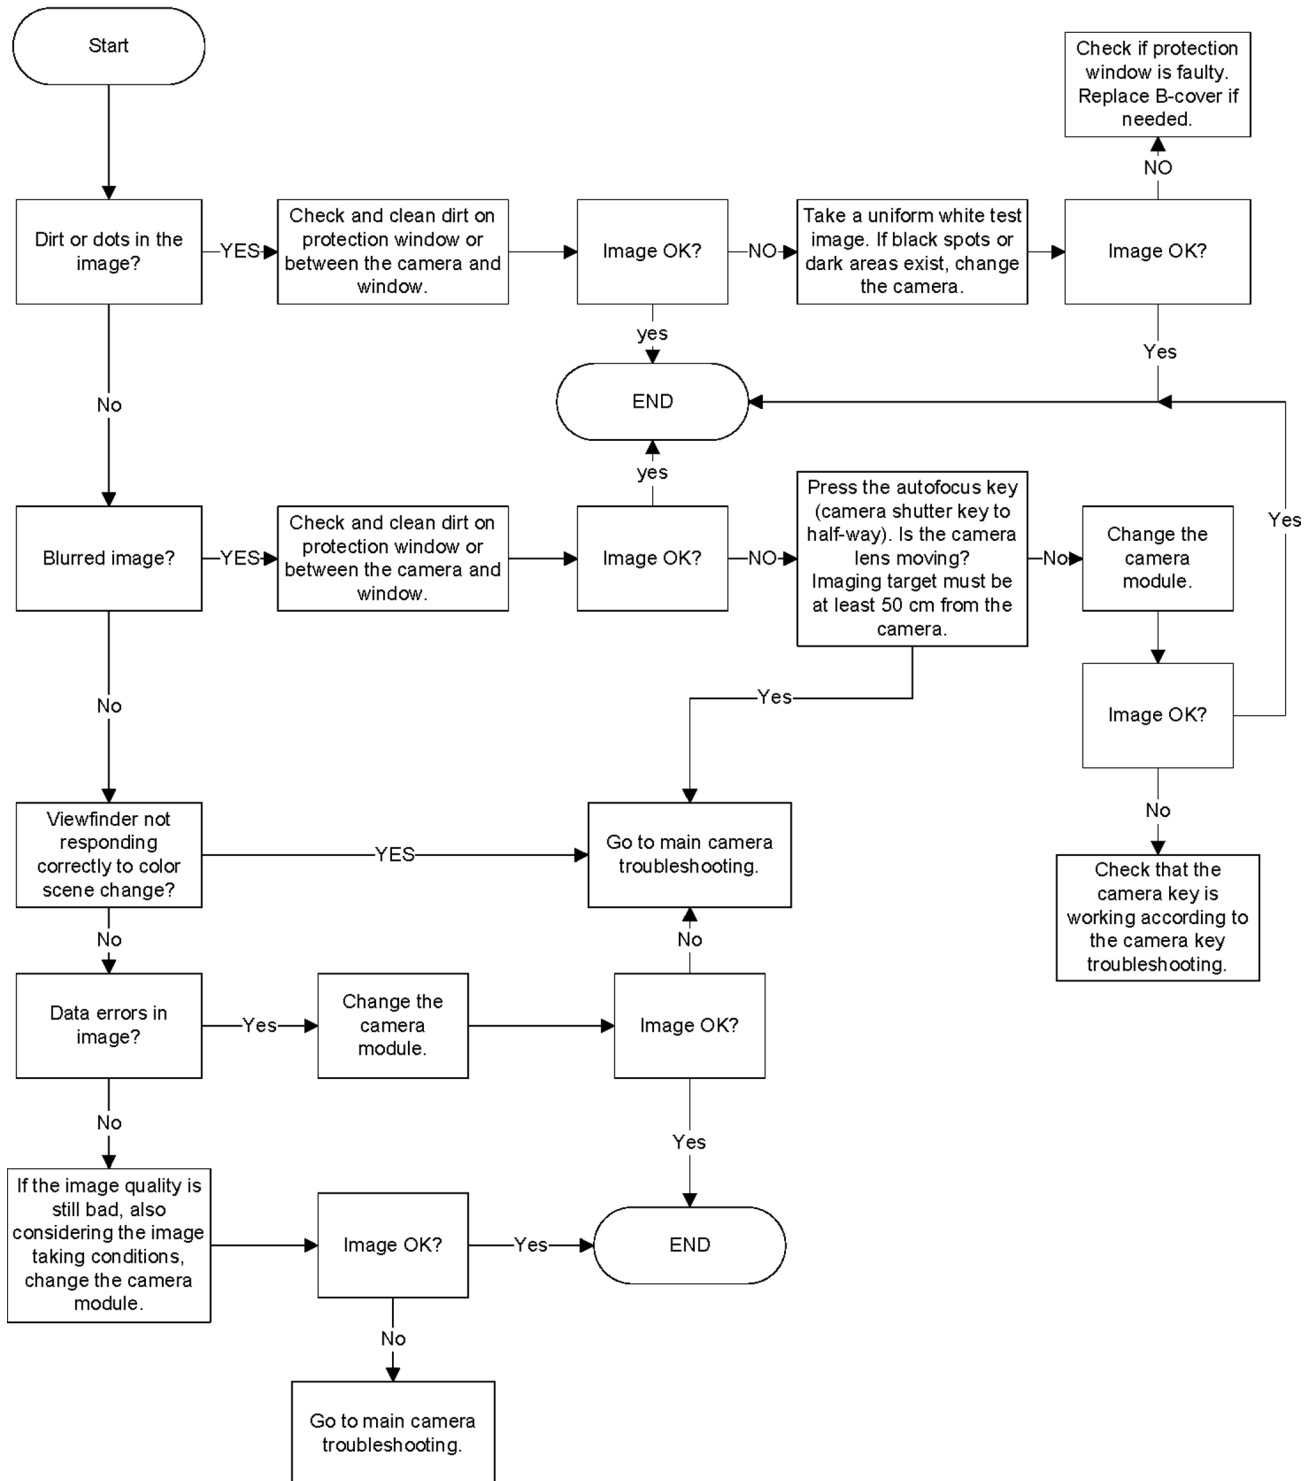 Start
Check if protection
window is faulty.
Replace B-cover if
needed.
NO
Dirt or dots in the
image?
YES
Check and clean dirt on
protection window or
between the camera and
window.
Image OK?
NO
Take a uniform white test
image. If black spots or
dark areas exist, change
the camera.
Image OK?
yes
Yes
END
No
yes
Blurred image?
YES
Check and clean dirt on
protection window or
between the camera and
window.
Image OK?
NO
Press the autofocus key
(camera shutter key to
half-way). Is the camera
lens moving?
Imaging target must be
at least 50 cm from the
camera.
No
Change the
camera
module.
Yes
No
Yes
Image OK?
No
Viewfinder not
responding
correctly to color
scene change?
YES
Go to main camera
troubleshooting.
Check that the
camera key is
working according to
the camera key
troubleshooting.
No
No
Data errors in
image?
Yes
Change the
camera
module.
Image OK?
No
Yes
If the image quality is
still bad, also
considering the image
taking conditions,
change the camera
module.
Image OK?
Yes
END
No
Go to main camera
troubleshooting.